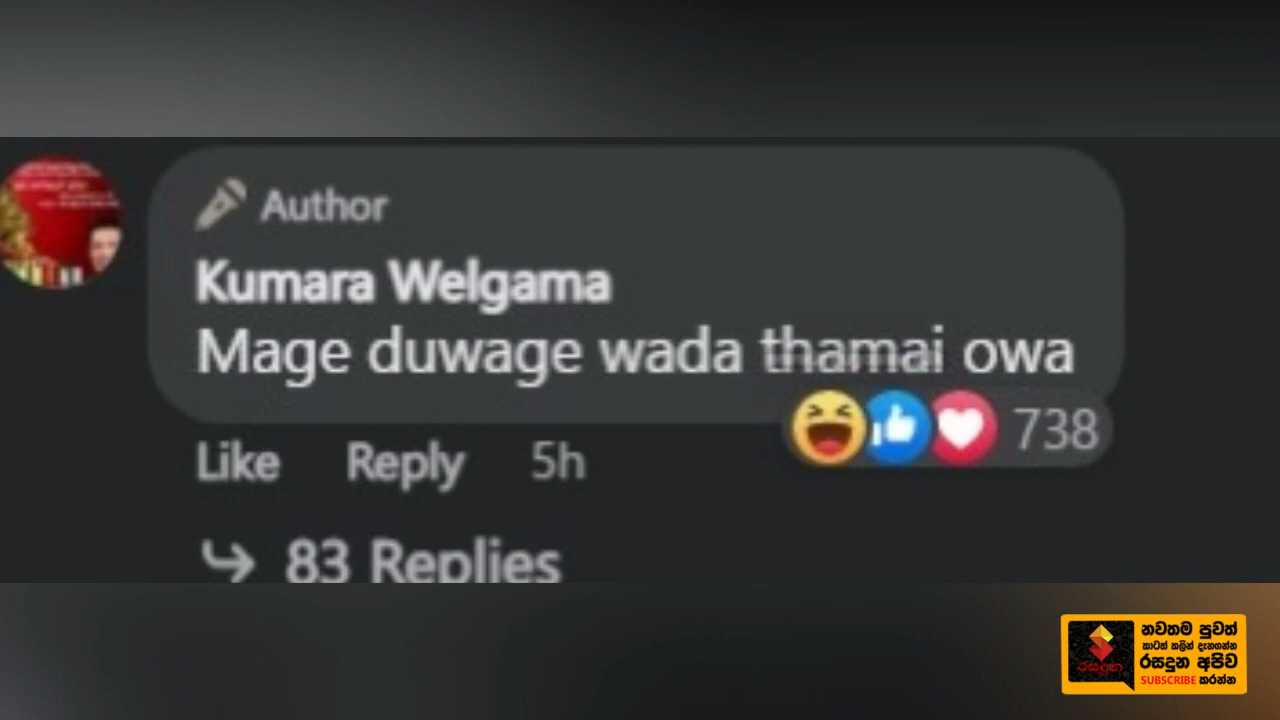 Author
Kumara Welgama
Mage duwage wada thamai owa
738
Like Reply 5h
83 Replies
නවතම පුවත්
කාටත් කලින් දැනගන්න
රසදුන අපිව
SUBSCRIBE කරන්න
රසදුන